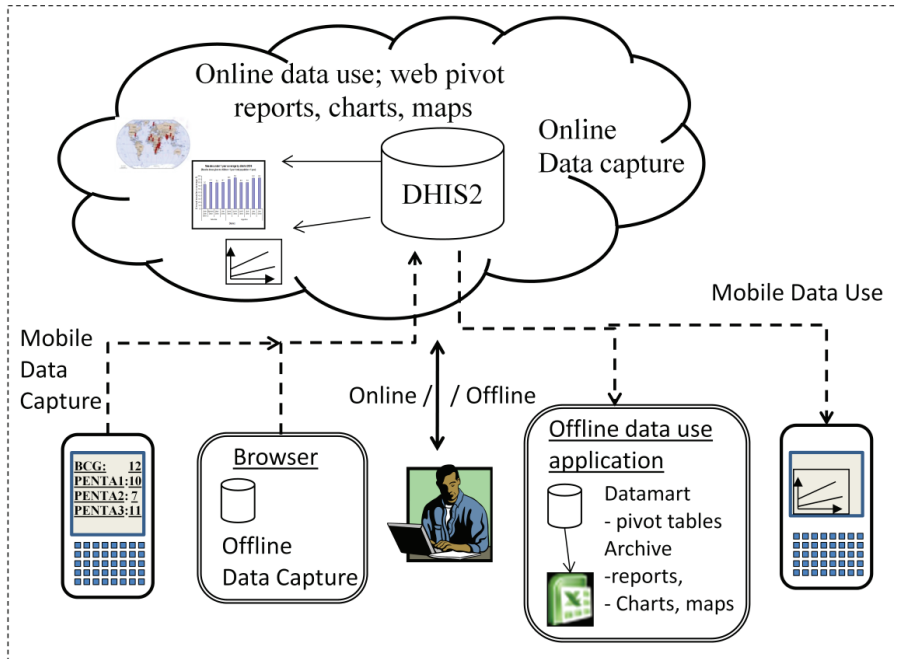 Online data use; web pivot
reports, charts, maps
Online
Data capture
DHIS2
Mobile Data Use
Mobile
Data
Capture
Online / / Offline
BCG: 12
PENTA1:10
PENTA2: 7
PENTA3:11
Browser
Offline
Data Capture
Offline data use
application
Datamart
- pivot tables
Archive
-reports,
- Charts, maps